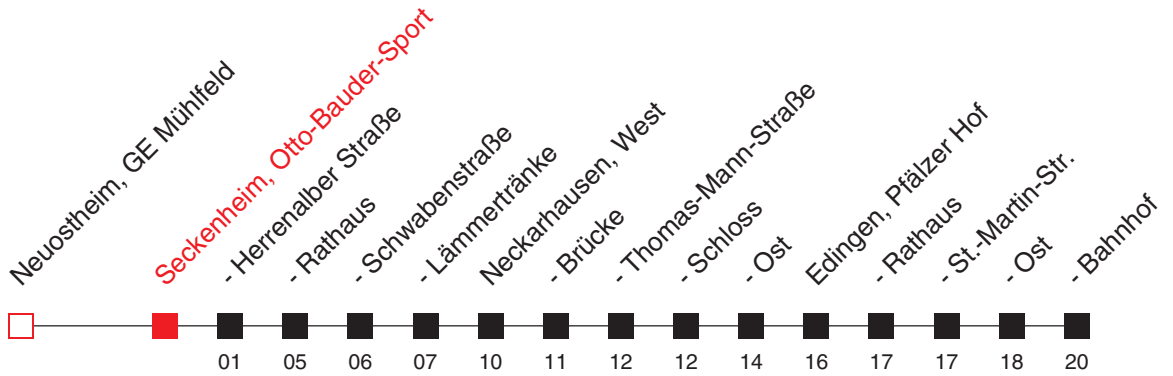 Neuostheim, GE Mühlfeld
Seckenheim, Otto-Bauder-Sport
- Herrenalber Straße
- Rathaus
- Schwabenstraße
- Lämmertränke
Neckarhausen, West
- Brücke
- Thomas-Mann-Straße
- Schloss
- Ost
Edingen, Pfälzer Hof
- Rathaus
- St.-Martin-Str.
- Ost
- Bahnhof
01 05 06 07 10 11 12 12 14 16 17 17 18 20